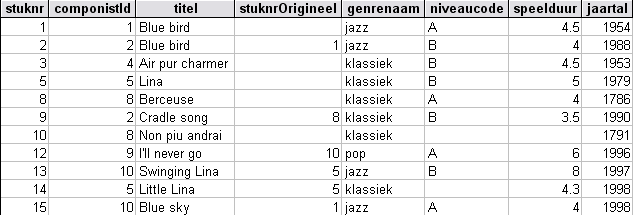 stuknr componistId titel stuknrOrigineel genrenaam niveaucode speelduur jaartal
1 1 Blue bird jazz A 4.5 1954
2 2 Blue bird 1 jazz B 4 1988
3 4 Air pur charmer klassiek B 4.5 1953
5 5 Lina klassiek B 5 1979
8 8 Berceuse klassiek A 4 1786
9 2 Cradle song 8 klassiek B 3.5 1990
10 8 Non piu andrai klassiek 1791
12 9 I'll never go 10 pop A 6 1996
13 10 Swinging Lina 5 jazz B 8 1997
14 5 Little Lina 5 klassiek 4.3 1998
15 10 Blue sky 1 jazz A 4 1998